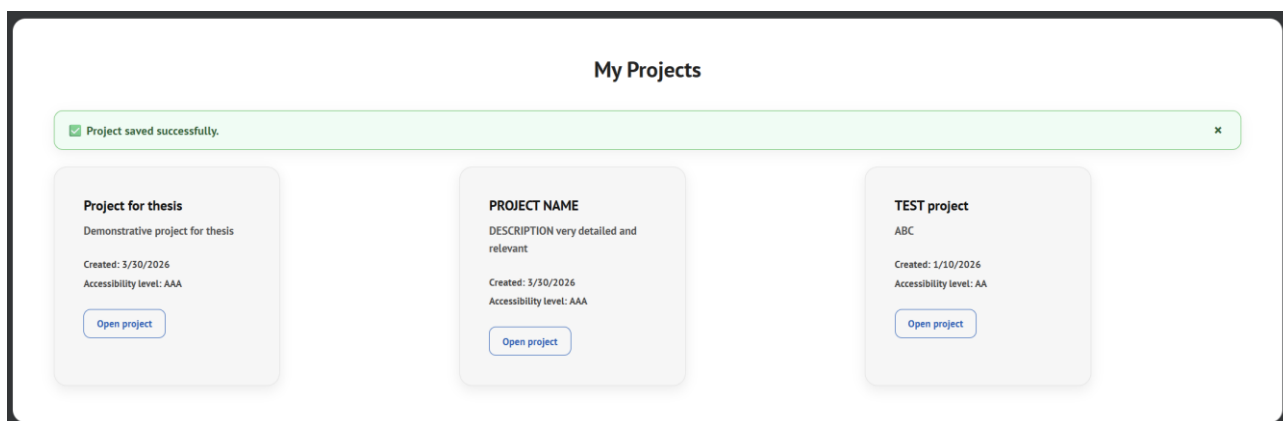 My Projects
✅ Project saved successfully.
×
Project for thesis
Demonstrative project for thesis
Created: 3/30/2026
Accessibility level: AAA
Open project
PROJECT NAME
DESCRIPTION very detailed and
relevant
Created: 3/30/2026
Accessibility level: AAA
Open project
TEST project
ABC
Created: 1/10/2026
Accessibility level: AA
Open project